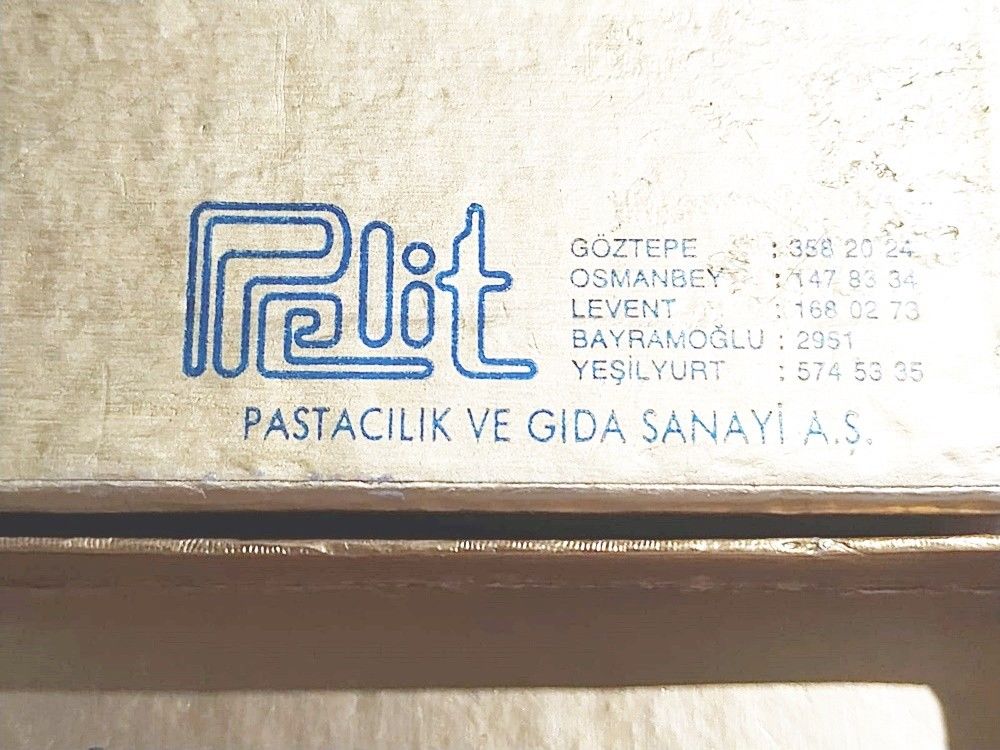 Pelit
GÖZTEPE : 358 20 24
OSMANBEY : 147 83 34
LEVENT : 168 02 73
BAYRAMOĞLU : 2951
YEŞİLYURT : 574 53 35
PASTACILIK VE GIDA SANAYİ A.Ş.